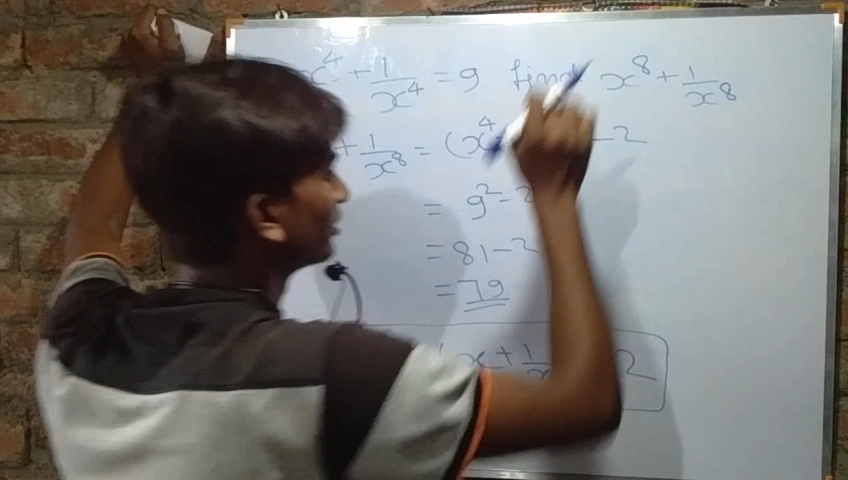 x⁴ + 1/x⁴ = 9 find x⁸ + 1/x⁸
+ 1/x⁸ = (x⁴ - 2
= 9² - 2
= 81 - 2
= 79
x + 1/x 2